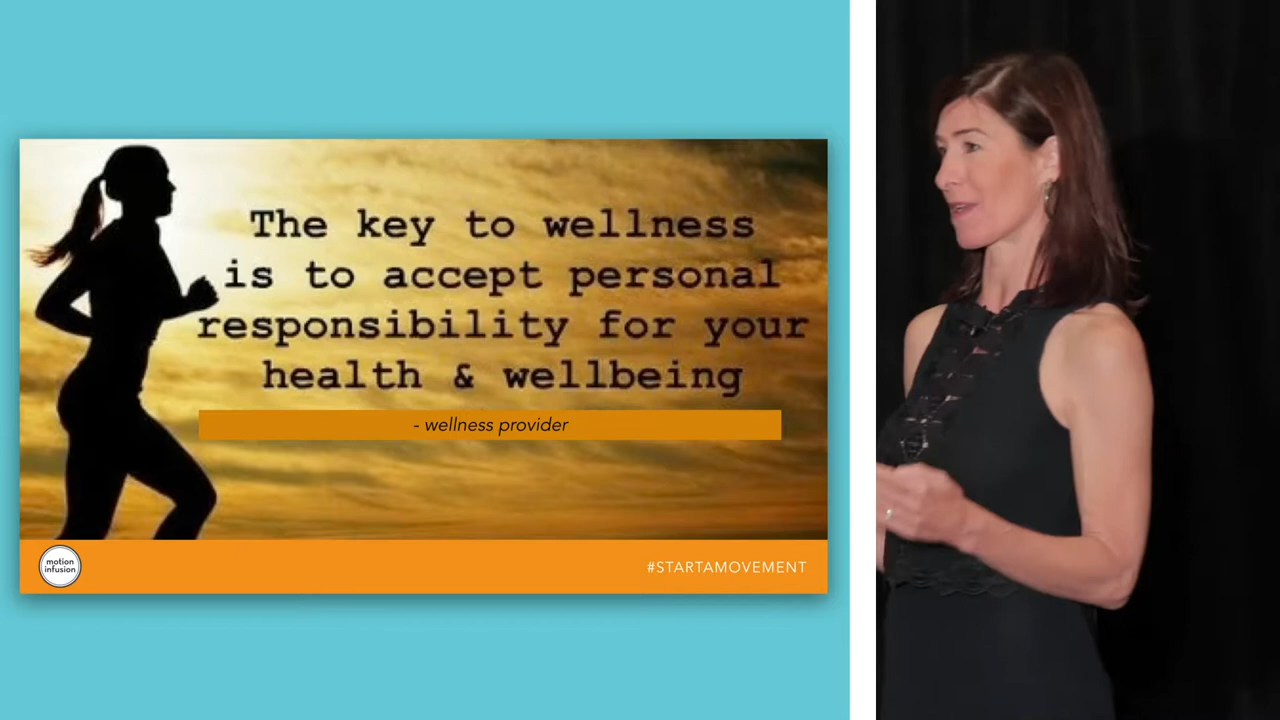 The key to wellness
is to accept personal
responsibility for your
health & wellbeing
- wellness provider
motion
infusion
#STARTAMOVEMENT